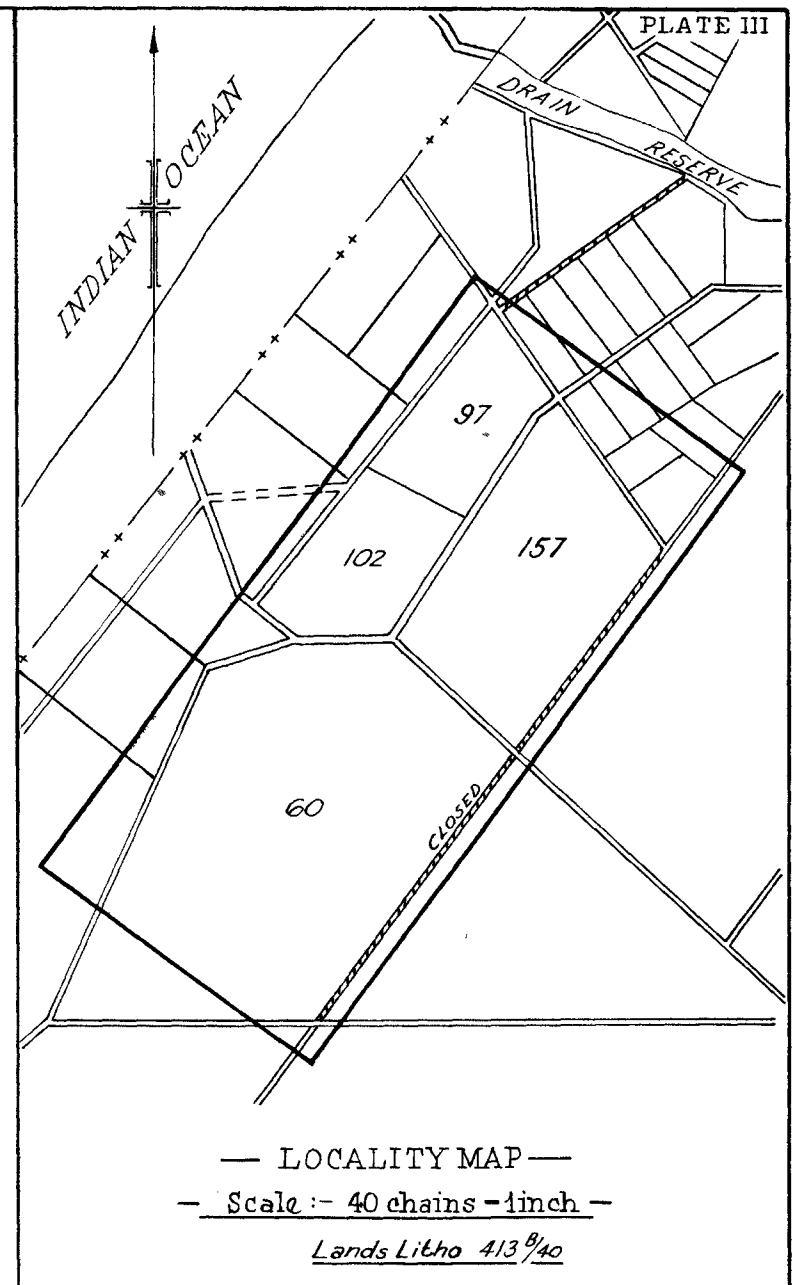 PLATE III
INDIAN OCEAN
DRAIN RESERVE
97
102
157
60
CLOSED
— LOCALITY MAP —
— Scale :- 40 chains - 1 inch —
Lands Litho 413 B/40